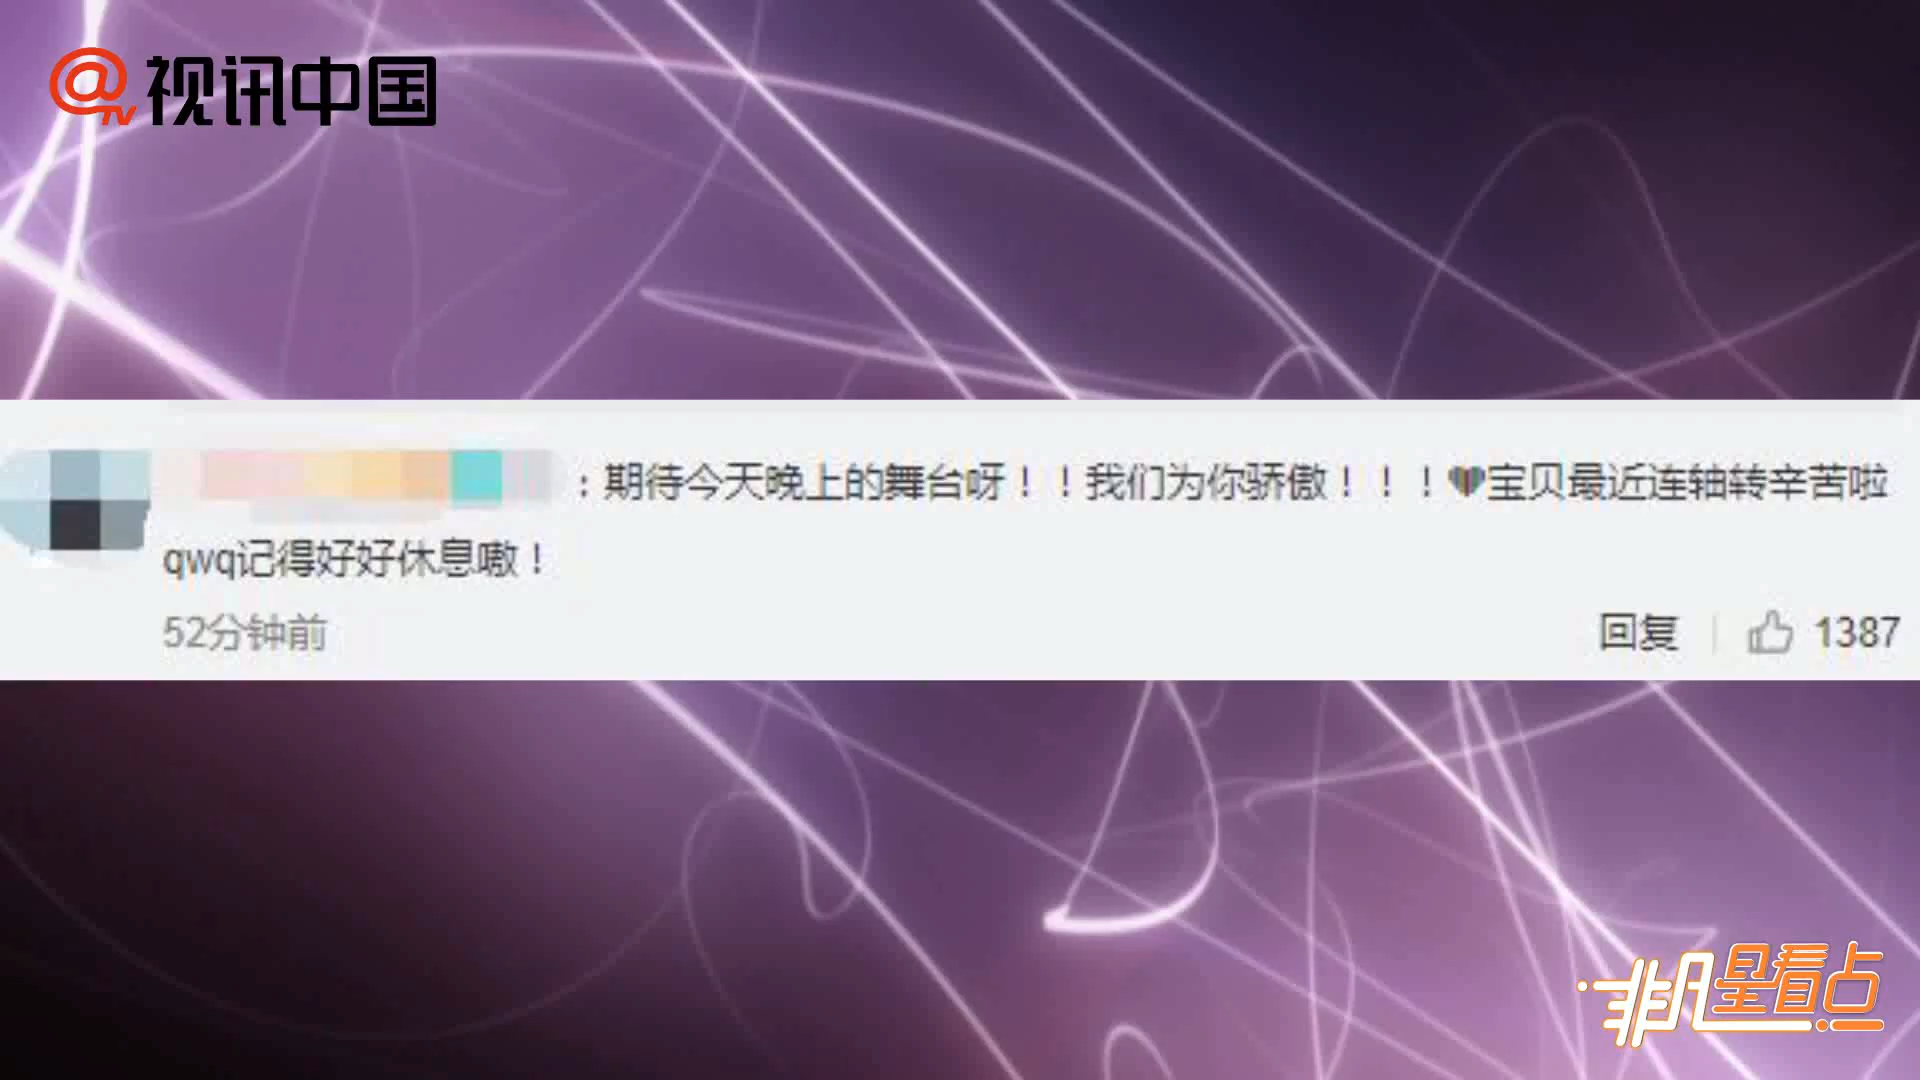 @TV 视讯中国
：期待今天晚上的舞台呀！！我们为你骄傲！！！🖤宝贝最近连轴转辛苦啦
qwq记得好好休息嗷！
52分钟前
回复 | 1387
非凡星看点